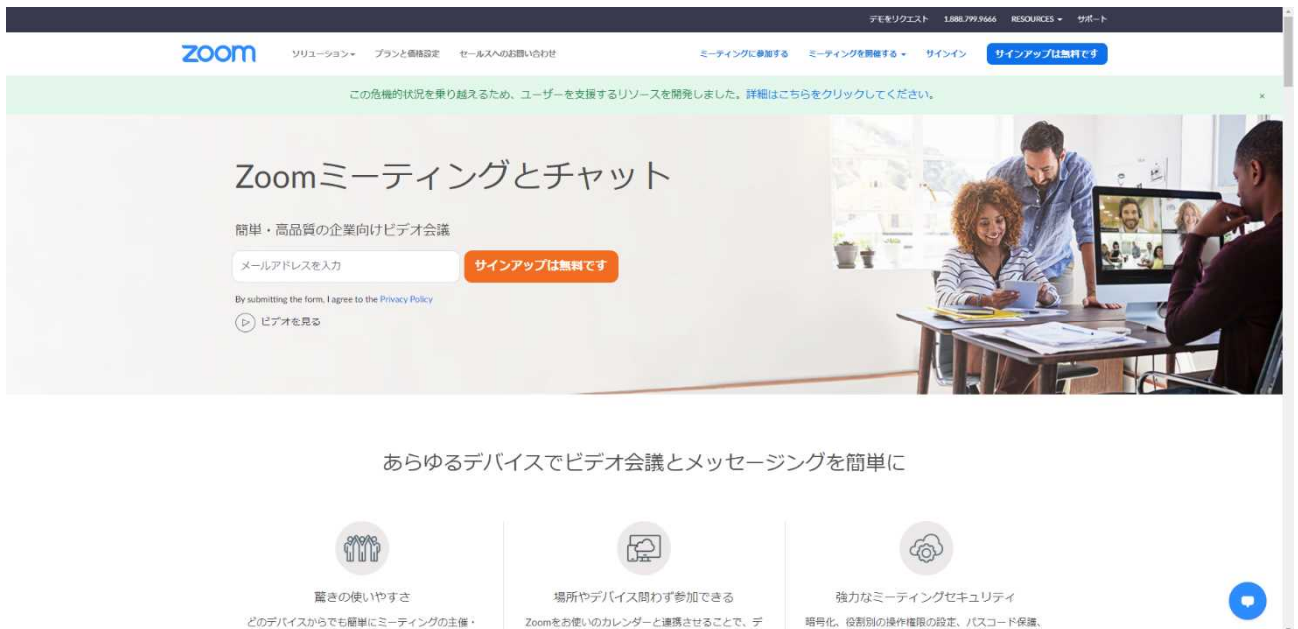 デモをリクエスト 1.888.799.9666 RESOURCES サポート
zoom ソリューション プランと価格設定 セールスへのお問い合わせ ミーティングに参加する ミーティングを開催する サインイン サインアップは無料です
この危機的状況を乗り越えるため、ユーザーを支援するリソースを開発しました。詳細はこちらをクリックしてください。 ×
Zoomミーティングとチャット
簡単・高品質の企業向けビデオ会議
メールアドレスを入力 サインアップは無料です
By submitting the form, I agree to the Privacy Policy
ビデオを見る
あらゆるデバイスでビデオ会議とメッセージングを簡単に
驚きの使いやすさ 場所やデバイス問わず参加できる 強力なミーティングセキュリティ
どのデバイスからでも簡単にミーティングの主催・ Zoomをお使いのカレンダーと連携させることで、デ 暗号化、役割別の操作権限の設定、パスコード保護、